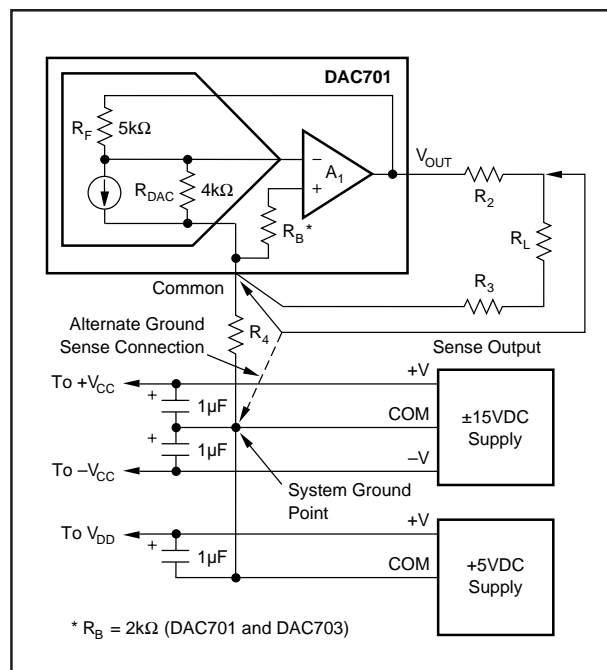 DAC701
R_F 5kΩ
V_OUT
R_DAC 4kΩ
−
A_1
+
R_B*
R_2
R_L
R_3
Common
Alternate Ground
Sense Connection
R_4
Sense Output
To +V_CC
+V
+
1µF
COM
±15VDC
Supply
+
1µF
To –V_CC
–V
System Ground
Point
To V_DD
+V
+
1µF
COM
+5VDC
Supply
* R_B = 2kΩ (DAC701 and DAC703)